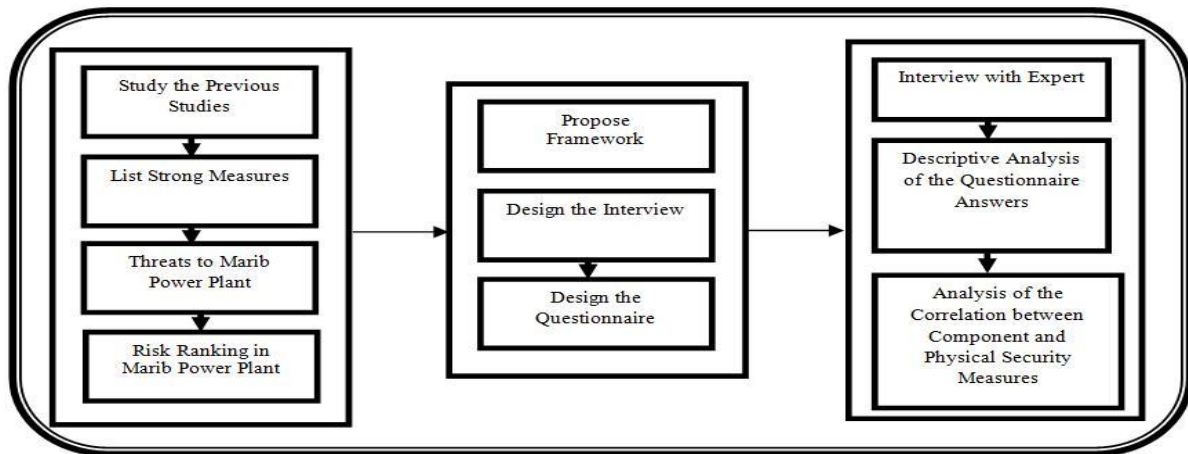 Study the Previous
Studies
List Strong Measures
Threats to Marib
Power Plant
Risk Ranking in
Marib Power Plant
Propose
Framework
Design the Interview
Design the
Questionnaire
Interview with Expert
Descriptive Analysis
of the Questionnaire
Answers
Analysis of the
Correlation between
Component and
Physical Security
Measures